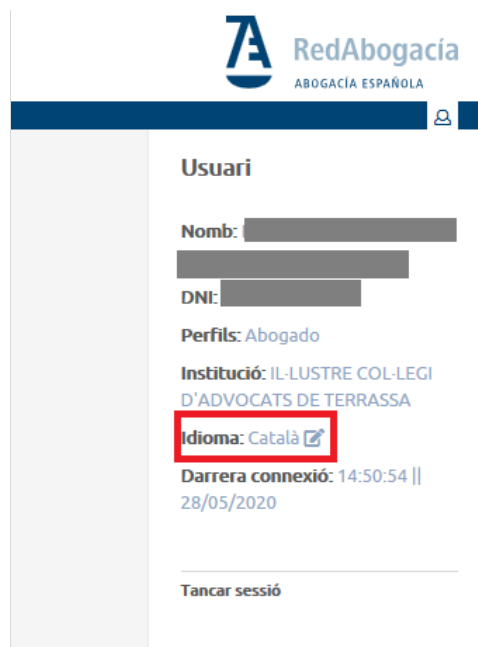 RedAbogacía
ABOGACÍA ESPAÑOLA
Usuari
Nomb:
DNI:
Perfils: Abogado
Institució: IL·LUSTRE COL·LEGI
D'ADVOCATS DE TERRASSA
Idioma: Català
Darrera connexió: 14:50:54 ||
28/05/2020
Tancar sessió